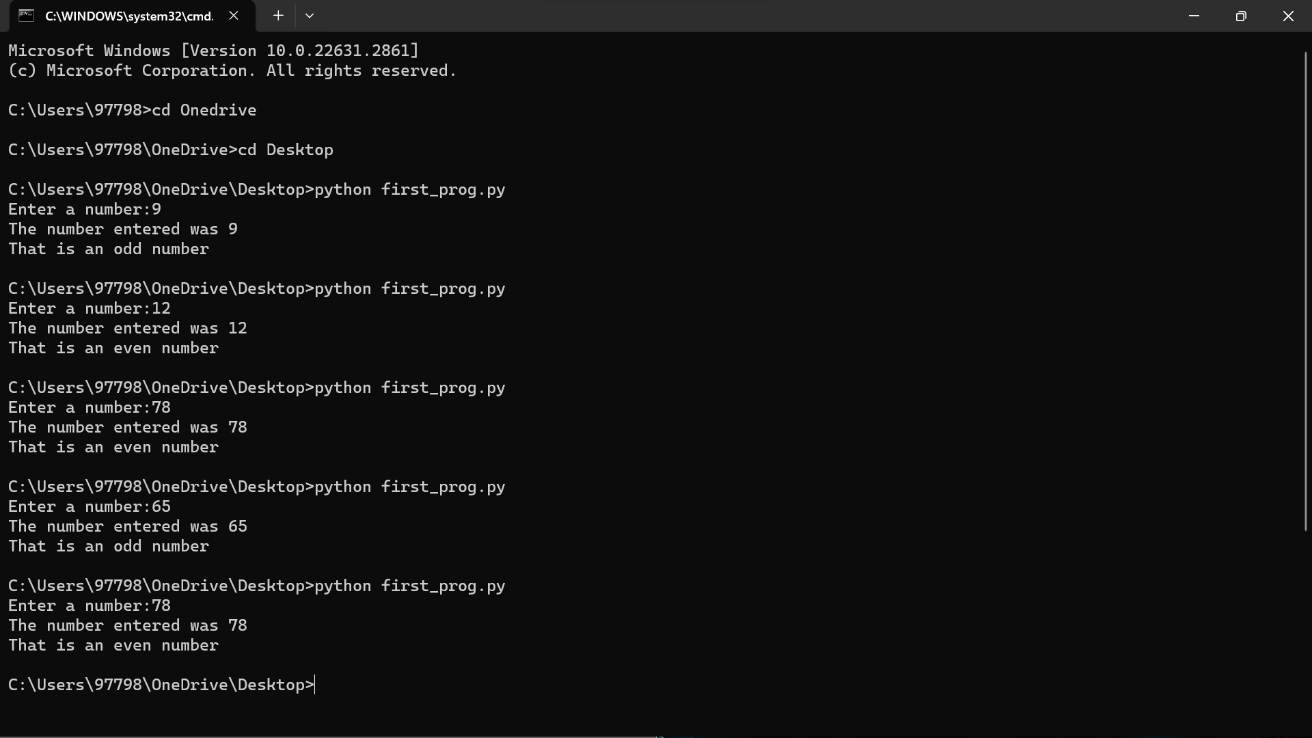 C:\WINDOWS\system32\cmd.
Microsoft Windows [Version 10.0.22631.2861]
(c) Microsoft Corporation. All rights reserved.
C:\Users\97798>cd Onedrive
C:\Users\97798\OneDrive>cd Desktop
C:\Users\97798\OneDrive\Desktop>python first_prog.py
Enter a number:9
The number entered was 9
That is an odd number
C:\Users\97798\OneDrive\Desktop>python first_prog.py
Enter a number:12
The number entered was 12
That is an even number
C:\Users\97798\OneDrive\Desktop>python first_prog.py
Enter a number:78
The number entered was 78
That is an even number
C:\Users\97798\OneDrive\Desktop>python first_prog.py
Enter a number:65
The number entered was 65
That is an odd number
C:\Users\97798\OneDrive\Desktop>python first_prog.py
Enter a number:78
The number entered was 78
That is an even number
C:\Users\97798\OneDrive\Desktop>